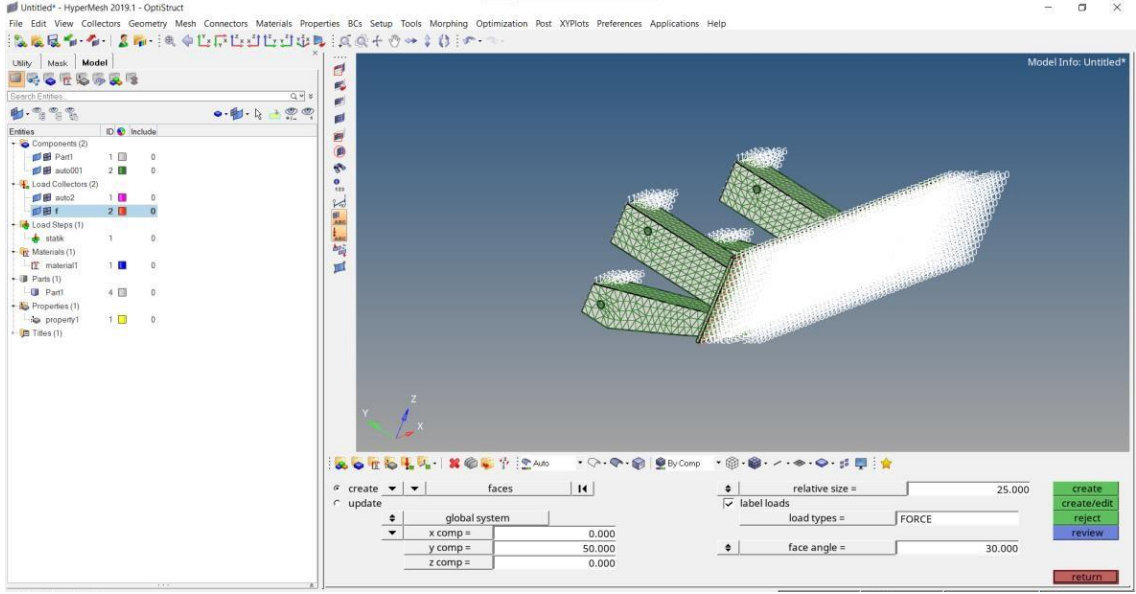 Untitled* - HyperMesh 2019.1 - OptiStruct
File Edit View Collectors Geometry Mesh Connectors Materials Properties BCs Setup Tools Morphing Optimization Post XYPlots Preferences Applications Help
Utility Mask Model
Search Entities...
Entities ID Include
Components (2)
Part1 1 0
auto001 2 0
Load Collectors (2)
auto2 1 0
f 2 0
Load Steps (1)
statik 1 0
Materials (1)
material1 1 0
Parts (1)
Part1 4 0
Properties (1)
property1 1 0
Titles (1)
Model Info: Untitled*
Z
Y
X
Auto By Comp
create faces relative size = 25.000 create
update label loads create/edit
global system load types = FORCE reject
x comp = 0.000 review
y comp = 50.000 face angle = 30.000
z comp = 0.000
return